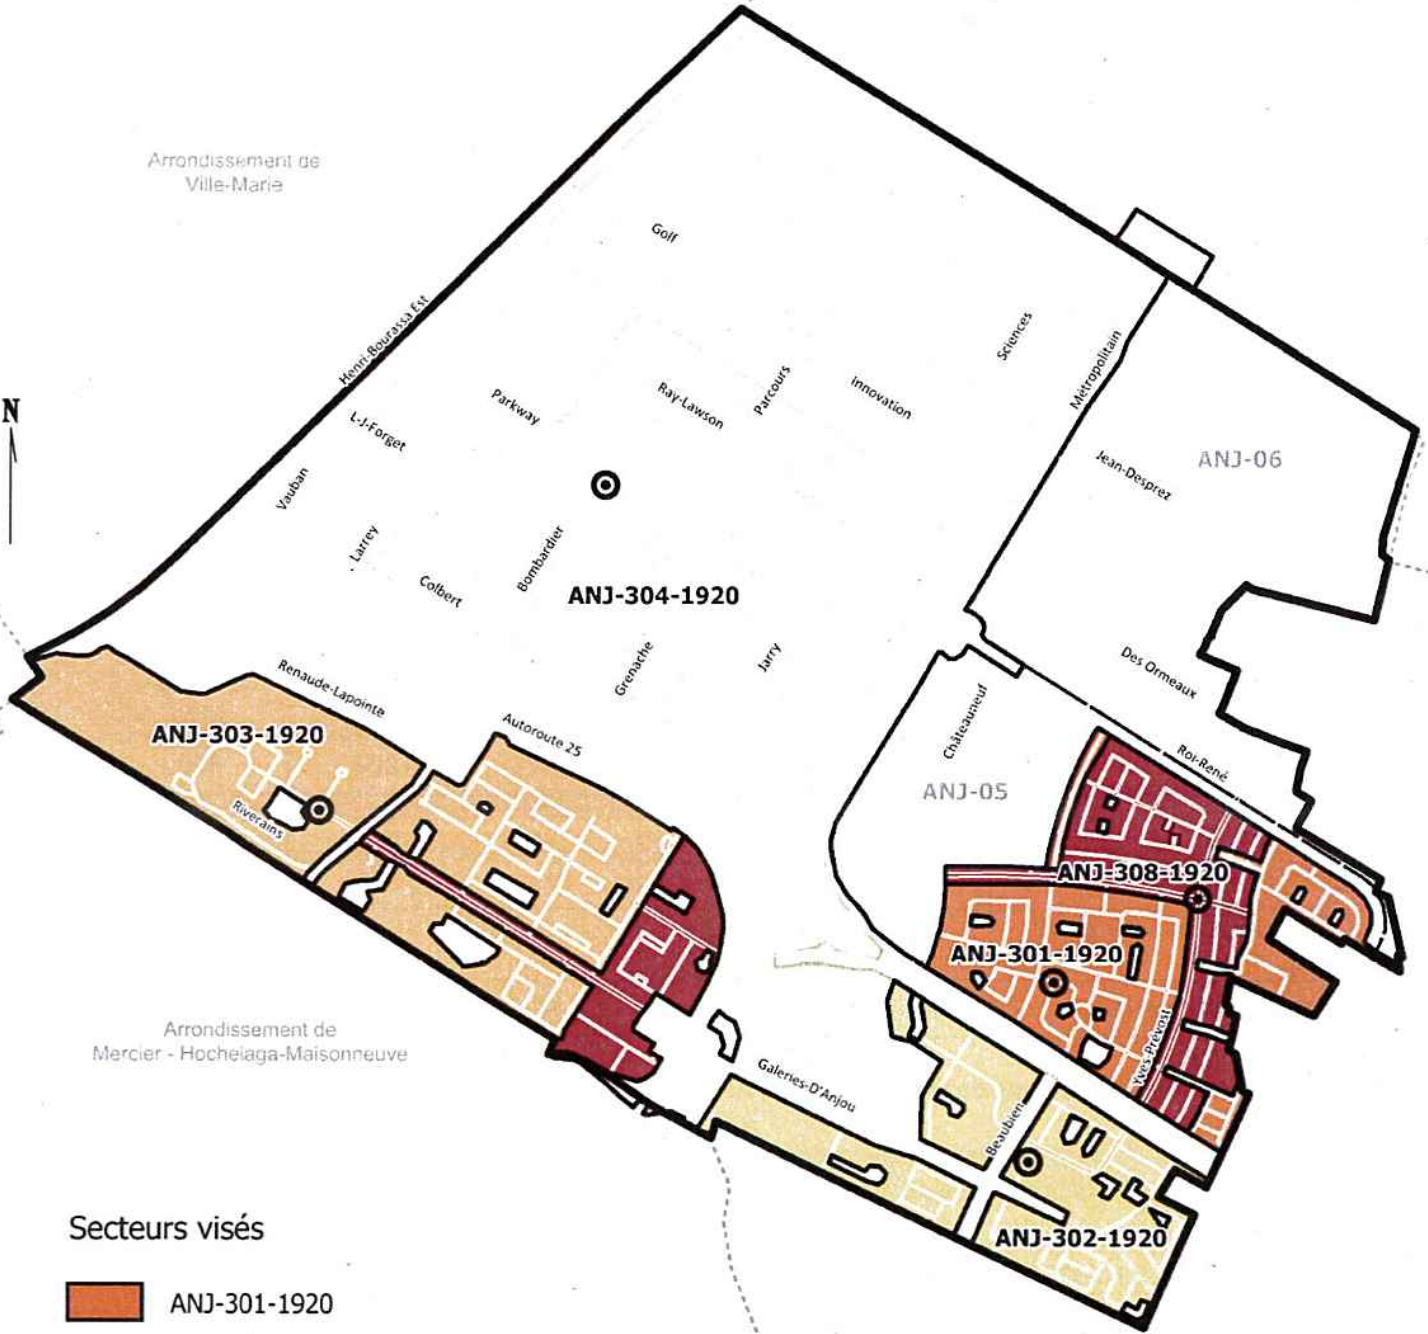 Arrondissement de
Ville-Marie
Golf
Henri-Bourassa Est
Sciences
Métropolitain
N
Parkway
Ray-Lawson
Parcours
Innovation
L-J-Forget
Vauban
Jean-Desprez
ANJ-06
Larrey
Colbert
Bombardier
ANJ-304-1920
Grenache
Jarry
Des Ormeaux
Renaude-Lapointe
Autoroute 25
Châteauneuf
Roi-René
ANJ-303-1920
ANJ-05
Riverains
ANJ-308-1920
ANJ-301-1920
Arrondissement de
Mercier - Hochelaga-Maisonneuve
Yves-Prévost
Galeries-D'Anjou
Beaubien
ANJ-302-1920
Secteurs visés
ANJ-301-1920